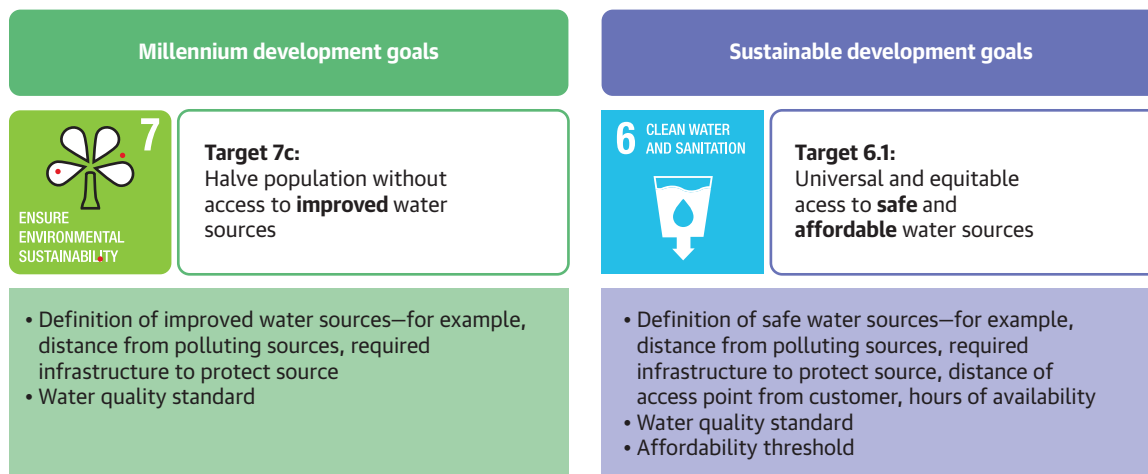 Millennium development goals
7
ENSURE
ENVIRONMENTAL
SUSTAINABILITY
Target 7c:
Halve population without
access to improved water
sources
• Definition of improved water sources—for example,
distance from polluting sources, required
infrastructure to protect source
• Water quality standard
Sustainable development goals
6 CLEAN WATER
AND SANITATION
Target 6.1:
Universal and equitable
acess to safe and
affordable water sources
• Definition of safe water sources—for example,
distance from polluting sources, required
infrastructure to protect source, distance of
access point from customer, hours of availability
• Water quality standard
• Affordability threshold